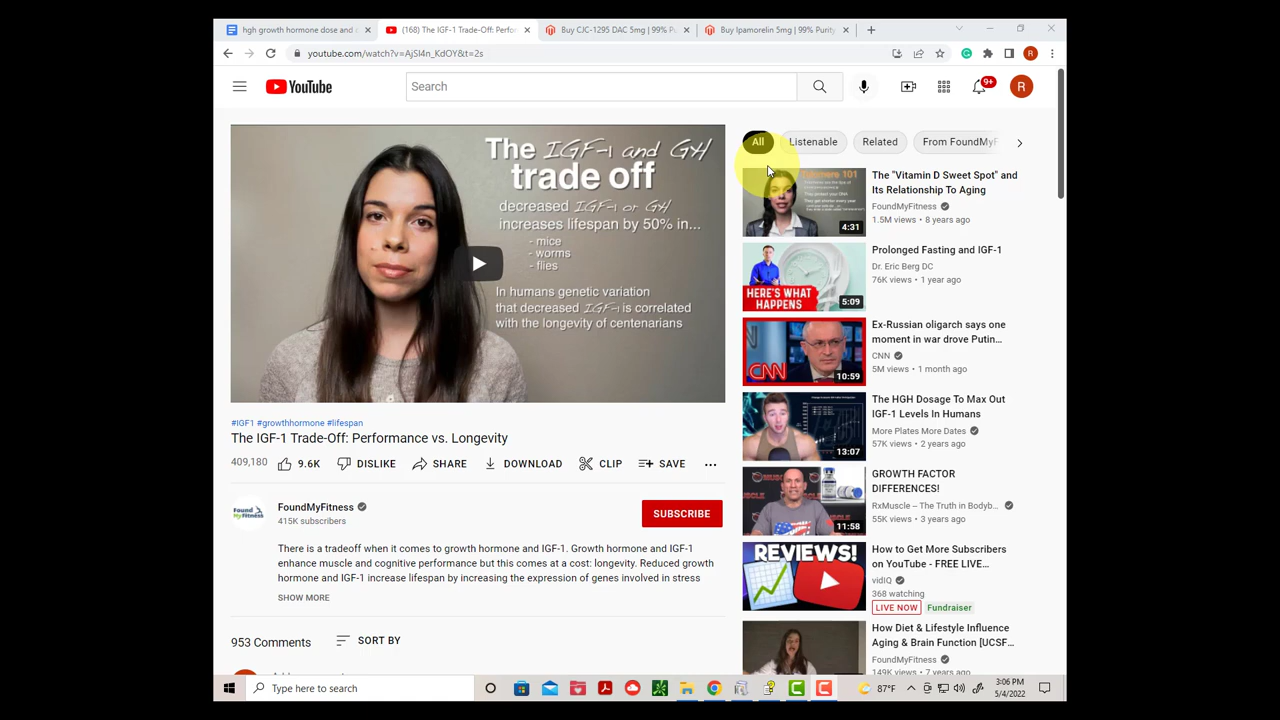 hgh growth hormone dose and c
(168) The IGF-1 Trade-Off: Perfo
Buy CJC-1295 DAC 5mg | 99% P
Buy Ipamorelin 5mg | 99% Purity
youtube.com/watch?v=AjSI4n_KdOY&t=2s
R
YouTube
Search
9+
R
The IGF-1 and GH
trade off
decreased IGF-1 or GH
increases lifespan by 50% in...
- mice
- worms
- flies
In humans genetic variation
that decreased IGF-1 is correlated
with the longevity of centenarians
#IGF1 #growthhormone #lifespan
The IGF-1 Trade-Off: Performance vs. Longevity
409,180
9.6K
DISLIKE
SHARE
DOWNLOAD
CLIP
SAVE
Found
My Fitness
FoundMyFitness
415K subscribers
SUBSCRIBE
There is a tradeoff when it comes to growth hormone and IGF-1. Growth hormone and IGF-1
enhance muscle and cognitive performance but this comes at a cost: longevity. Reduced growth
hormone and IGF-1 increase lifespan by increasing the expression of genes involved in stress
SHOW MORE
953 Comments
SORT BY
All
Listenable
Related
From FoundMyF
4:31
The "Vitamin D Sweet Spot" and
Its Relationship To Aging
FoundMyFitness
1.5M views • 8 years ago
HERE'S WHAT
HAPPENS
5:09
Prolonged Fasting and IGF-1
Dr. Eric Berg DC
76K views • 1 year ago
CNN
10:59
Ex-Russian oligarch says one
moment in war drove Putin...
CNN
5M views • 1 month ago
13:07
The HGH Dosage To Max Out
IGF-1 Levels In Humans
More Plates More Dates
57K views • 2 years ago
11:58
GROWTH FACTOR
DIFFERENCES!
RxMuscle – The Truth in Bodyb...
55K views • 3 years ago
REVIEWS!
How to Get More Subscribers
on YouTube - FREE LIVE...
vidIQ
368 watching
LIVE NOW
Fundraiser
How Diet & Lifestyle Influence
Aging & Brain Function [UCSF...
FoundMyFitness
149K views • 7 years ago
Type here to search
87°F
3:06 PM
5/4/2022